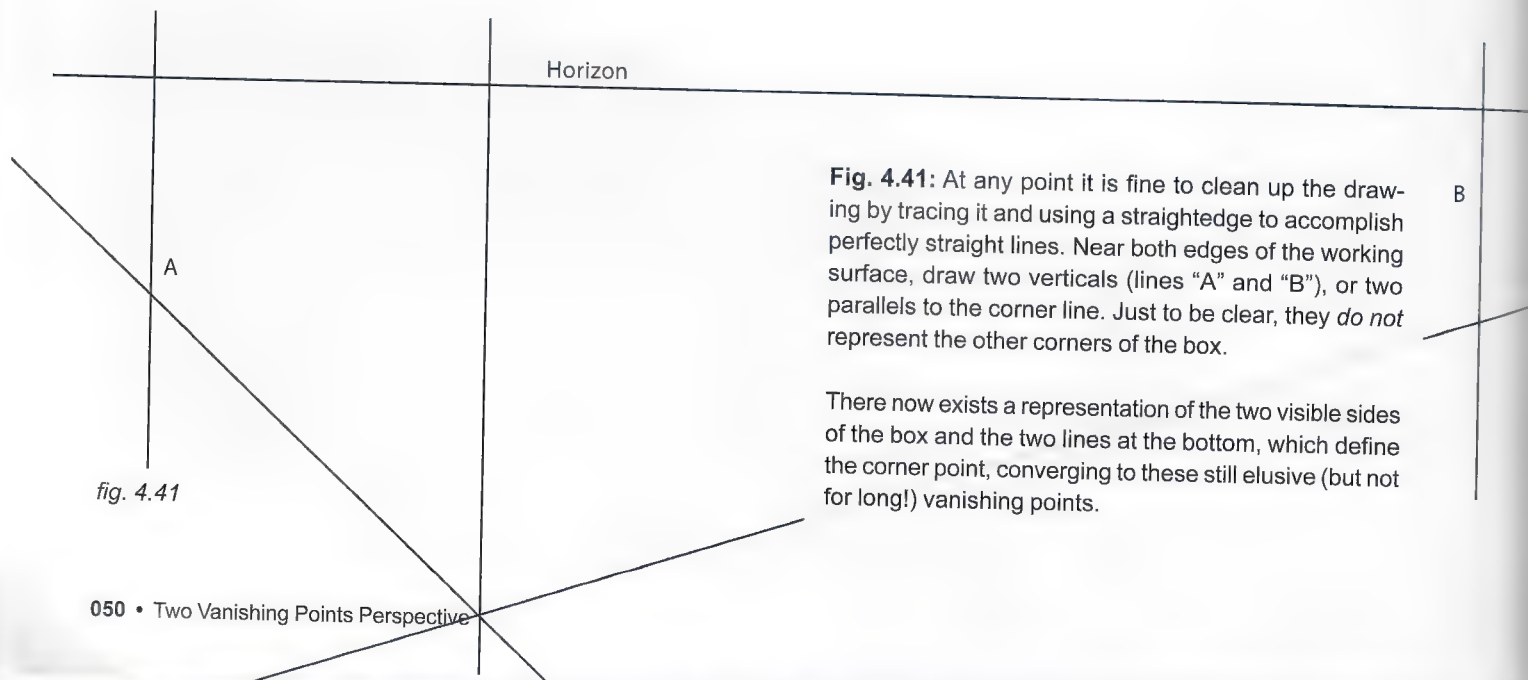 Horizon
Fig. 4.41: At any point it is fine to clean up the draw-
ing by tracing it and using a straightedge to accomplish
perfectly straight lines. Near both edges of the working
surface, draw two verticals (lines “A” and “B”), or two
parallels to the corner line. Just to be clear, they do not
represent the other corners of the box.
There now exists a representation of the two visible sides
of the box and the two lines at the bottom, which define
the corner point, converging to these still elusive (but not
for long!) vanishing points.
B
A
fig. 4.41
050 • Two Vanishing Points Perspective